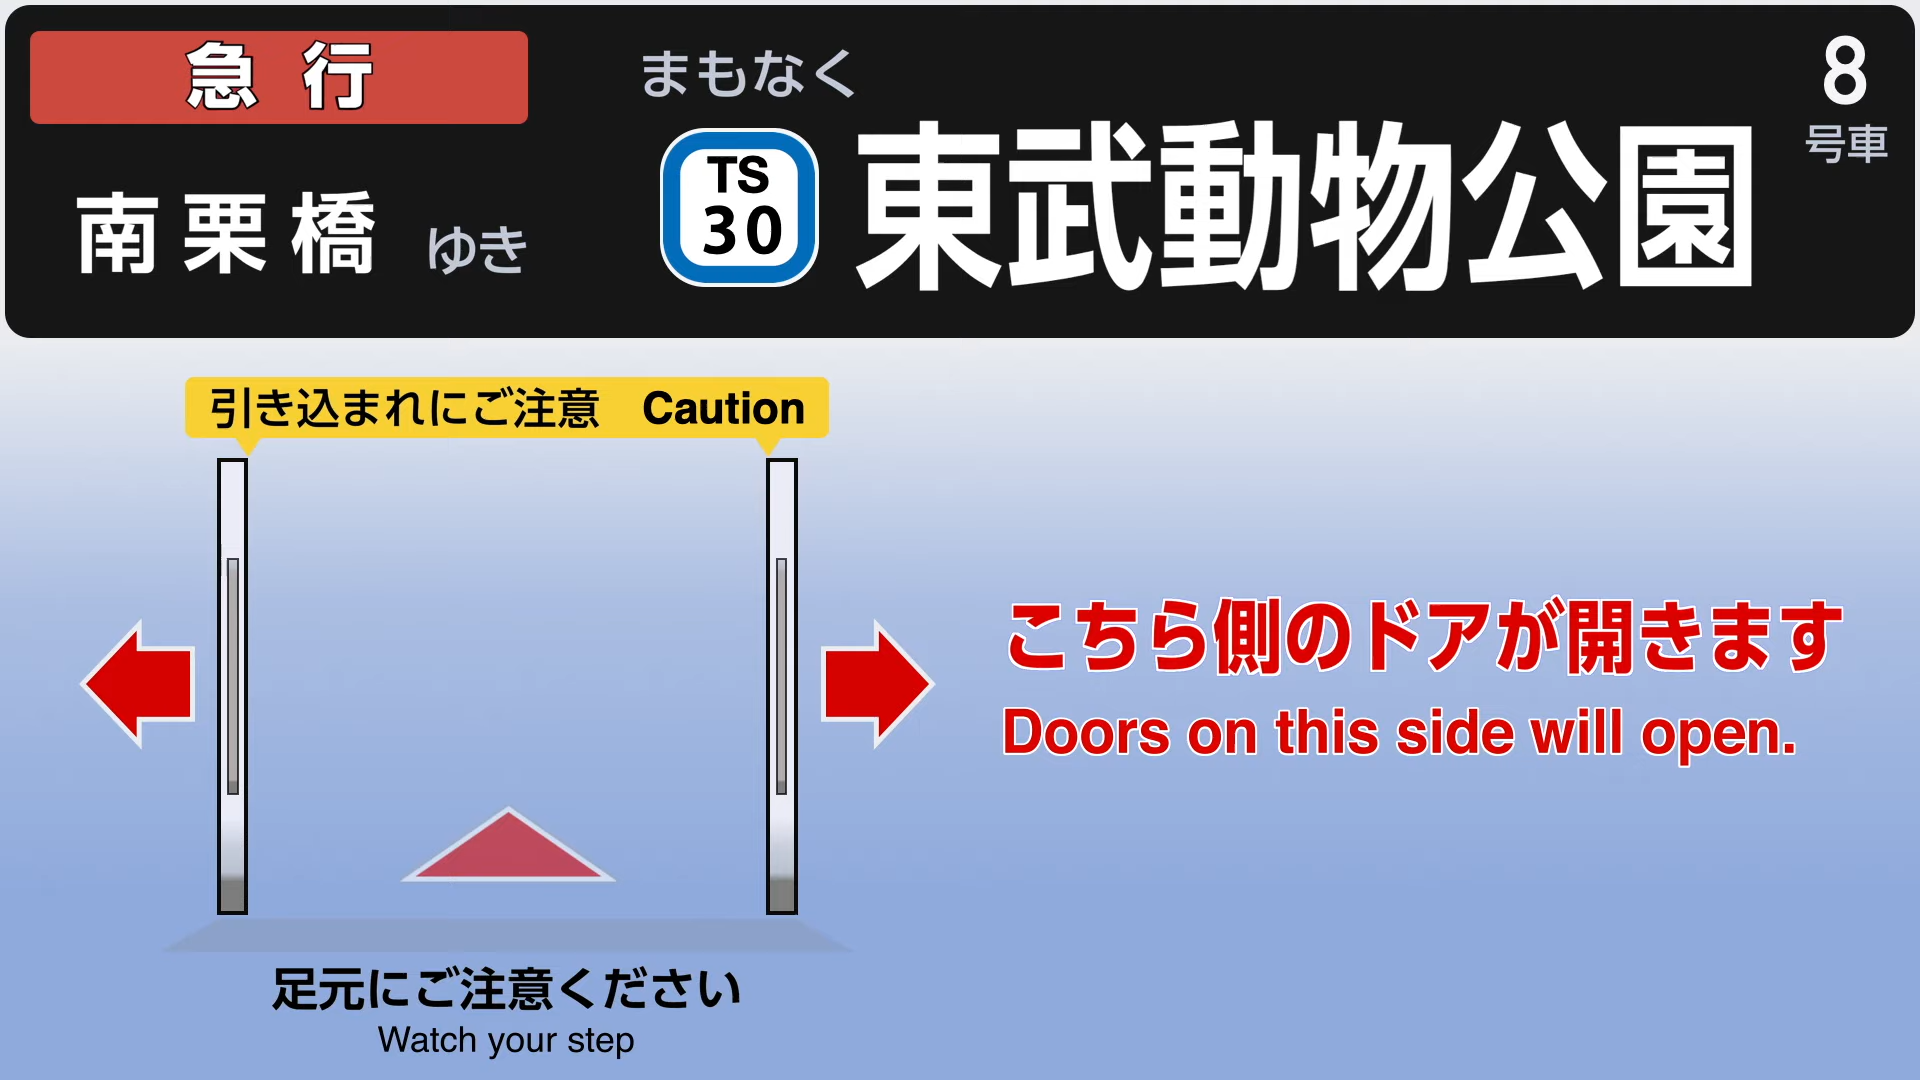 急行
南栗橋 ゆき
まもなく
TS
30
東武動物公園
8
号車
引き込まれにご注意 Caution
こちら側のドアが開きます
Doors on this side will open.
足元にご注意ください
Watch your step